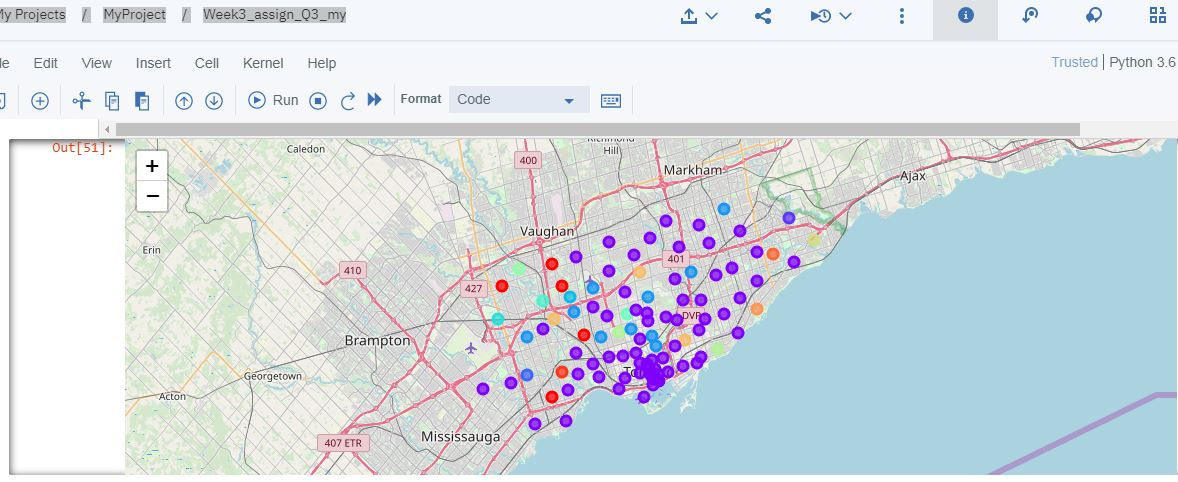 My Projects / MyProject / Week3_assign_Q3_my
le Edit View Insert Cell Kernel Help
Trusted | Python 3.6
Run
Format Code
Out[51]:
+
−
Caledon
400
Richmond
Hill
Markham
Ajax
Vaughan
Erin
401
410
427
DVP
Brampton
Georgetown
To
Acton
Mississauga
407 ETR